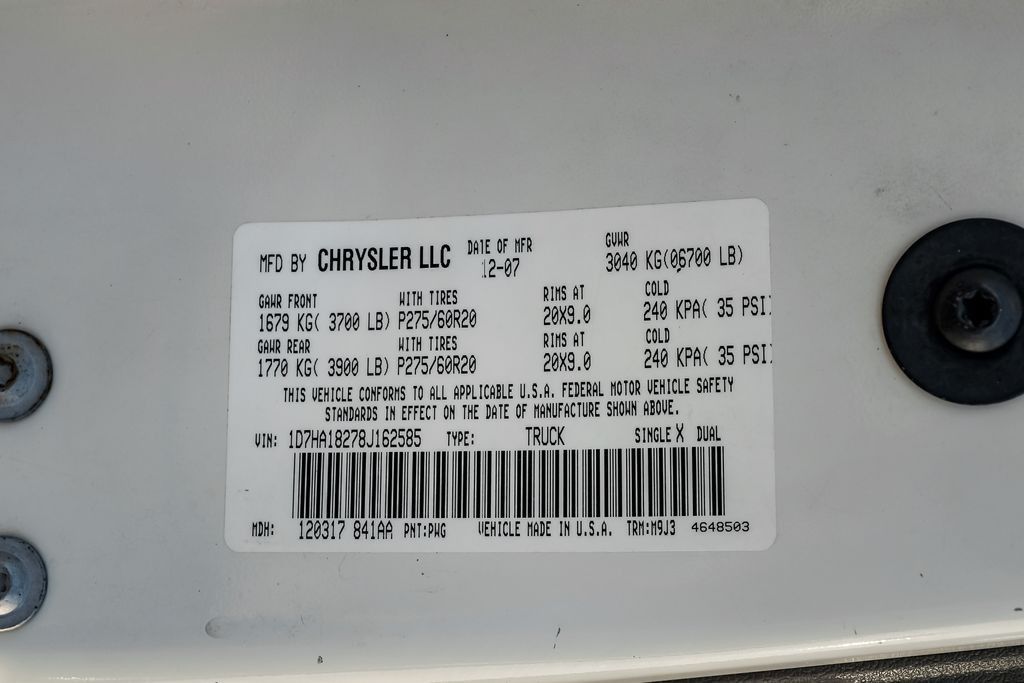 MFD BY CHRYSLER LLC DATE OF MFR 12-07 GVWR 3040 KG(06700 LB)
GAWR FRONT WITH TIRES RIMS AT COLD
1679 KG( 3700 LB) P275/60R20 20X9.0 240 KPA( 35 PSI)
GAWR REAR WITH TIRES RIMS AT COLD
1770 KG( 3900 LB) P275/60R20 20X9.0 240 KPA( 35 PSI)
THIS VEHICLE CONFORMS TO ALL APPLICABLE U.S.A. FEDERAL MOTOR VEHICLE SAFETY
STANDARDS IN EFFECT ON THE DATE OF MANUFACTURE SHOWN ABOVE.
VIN: 1D7HA18278J162585 TYPE: TRUCK SINGLE X DUAL
MDH: 120317 841AA PNT:PWG VEHICLE MADE IN U.S.A. TRM:M9J3 4648503